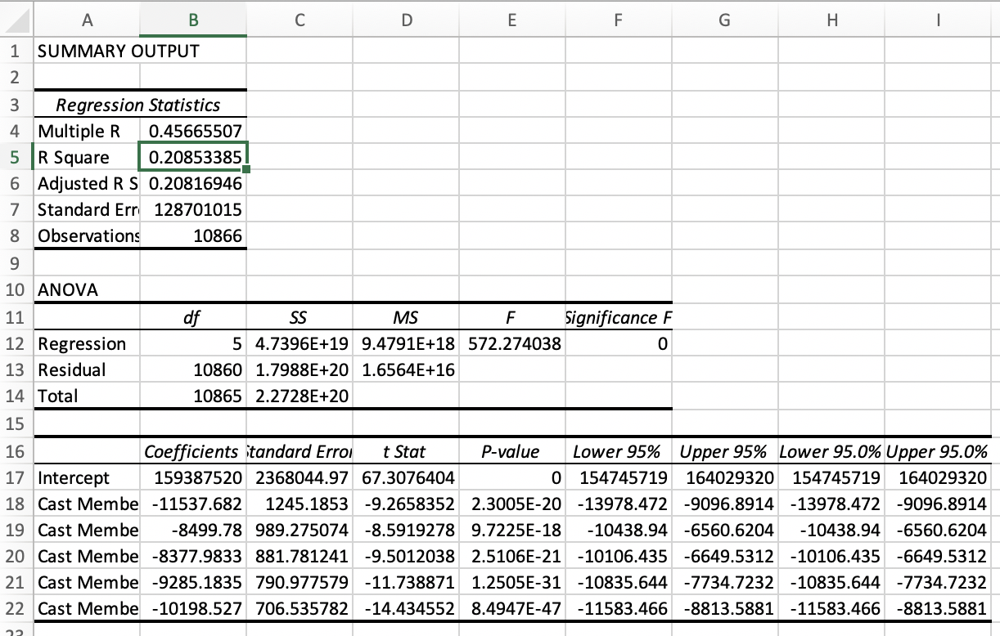 A B C D E F G H I
1 SUMMARY OUTPUT
2
3 Regression Statistics
4 Multiple R 0.45665507
5 R Square 0.20853385
6 Adjusted R S 0.20816946
7 Standard Erro 128701015
8 Observations 10866
9
10 ANOVA
11 df SS MS F Significance F
12 Regression 5 4.7396E+19 9.4791E+18 572.274038 0
13 Residual 10860 1.7988E+20 1.6564E+16
14 Total 10865 2.2728E+20
15
16 Coefficients Standard Error t Stat P-value Lower 95% Upper 95% Lower 95.0% Upper 95.0%
17 Intercept 159387520 2368044.97 67.3076404 0 154745719 164029320 154745719 164029320
18 Cast Membe -11537.682 1245.1853 -9.2658352 2.3005E-20 -13978.472 -9096.8914 -13978.472 -9096.8914
19 Cast Membe -8499.78 989.275074 -8.5919278 9.7225E-18 -10438.94 -6560.6204 -10438.94 -6560.6204
20 Cast Membe -8377.9833 881.781241 -9.5012038 2.5106E-21 -10106.435 -6649.5312 -10106.435 -6649.5312
21 Cast Membe -9285.1835 790.977579 -11.738871 1.2505E-31 -10835.644 -7734.7232 -10835.644 -7734.7232
22 Cast Membe -10198.527 706.535782 -14.434552 8.4947E-47 -11583.466 -8813.5881 -11583.466 -8813.5881
23